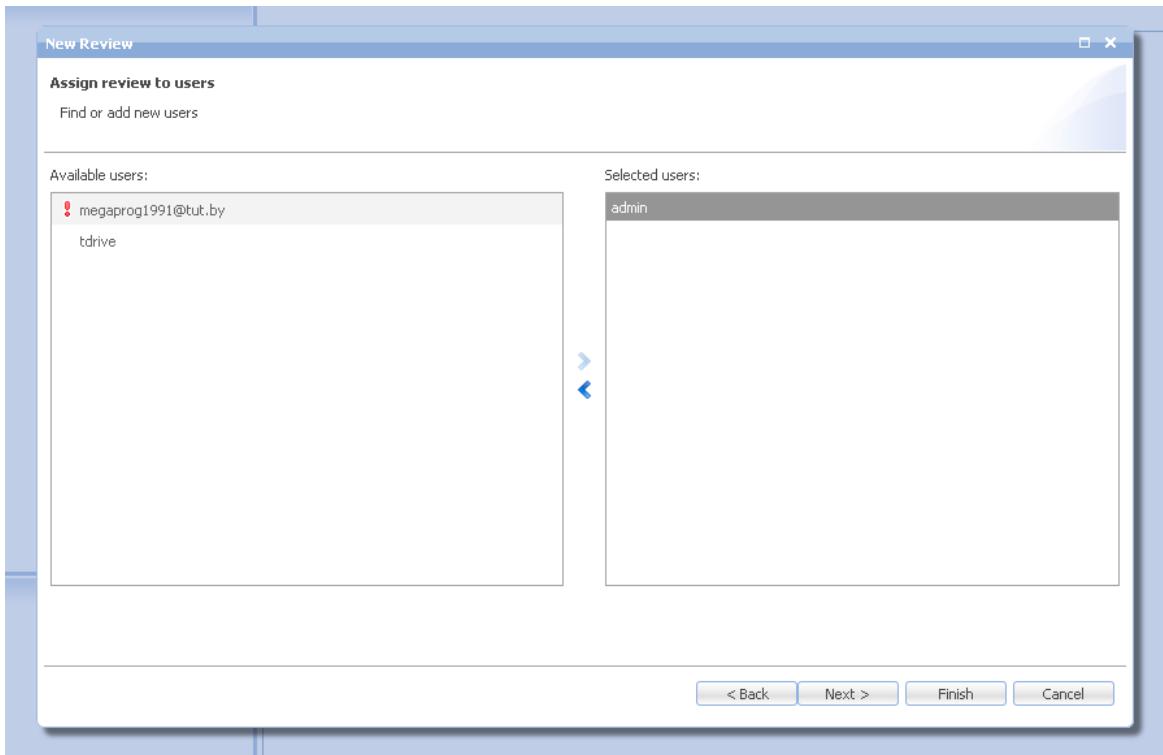 New Review
Assign review to users
Find or add new users
Available users:
Selected users:
megaprog1991@tut.by
tdrive
admin
< Back
Next >
Finish
Cancel